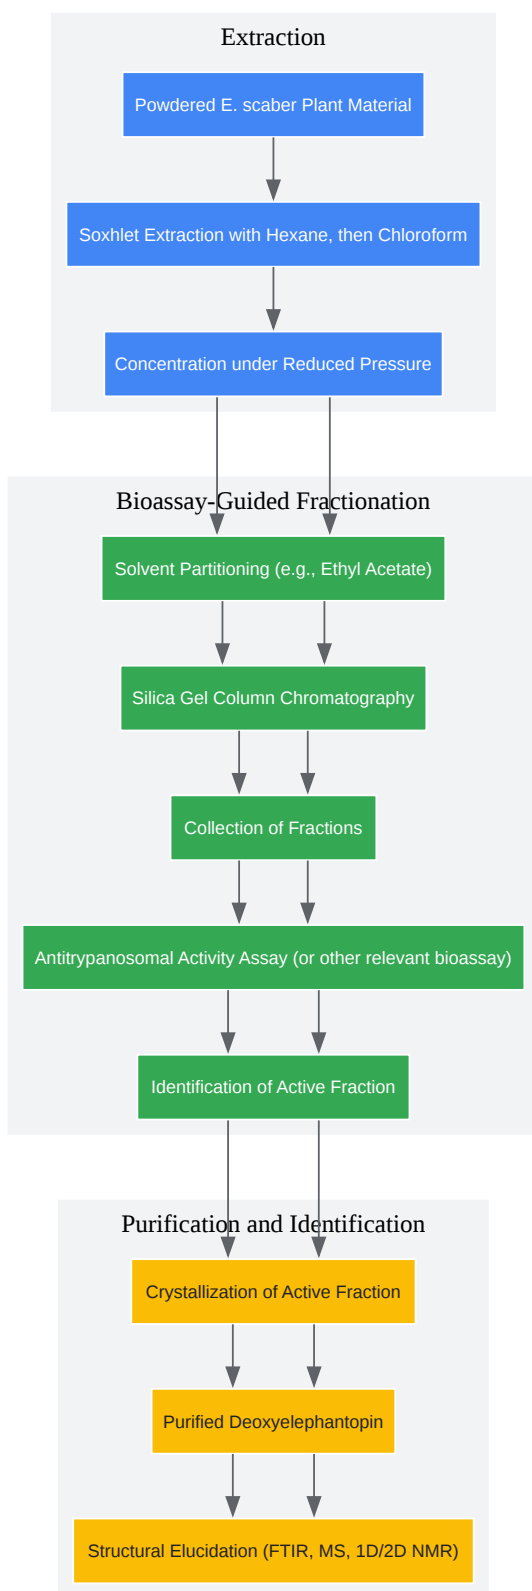 Extraction
Powdered E. scaber Plant Material
Soxhlet Extraction with Hexane, then Chloroform
Concentration under Reduced Pressure
Bioassay-Guided Fractionation
Solvent Partitioning (e.g., Ethyl Acetate)
Silica Gel Column Chromatography
Collection of Fractions
Antitrypanosomal Activity Assay (or other relevant bioassay)
Identification of Active Fraction
Purification and Identification
Crystallization of Active Fraction
Purified Deoxyelephantopin
Structural Elucidation (FTIR, MS, 1D/2D NMR)